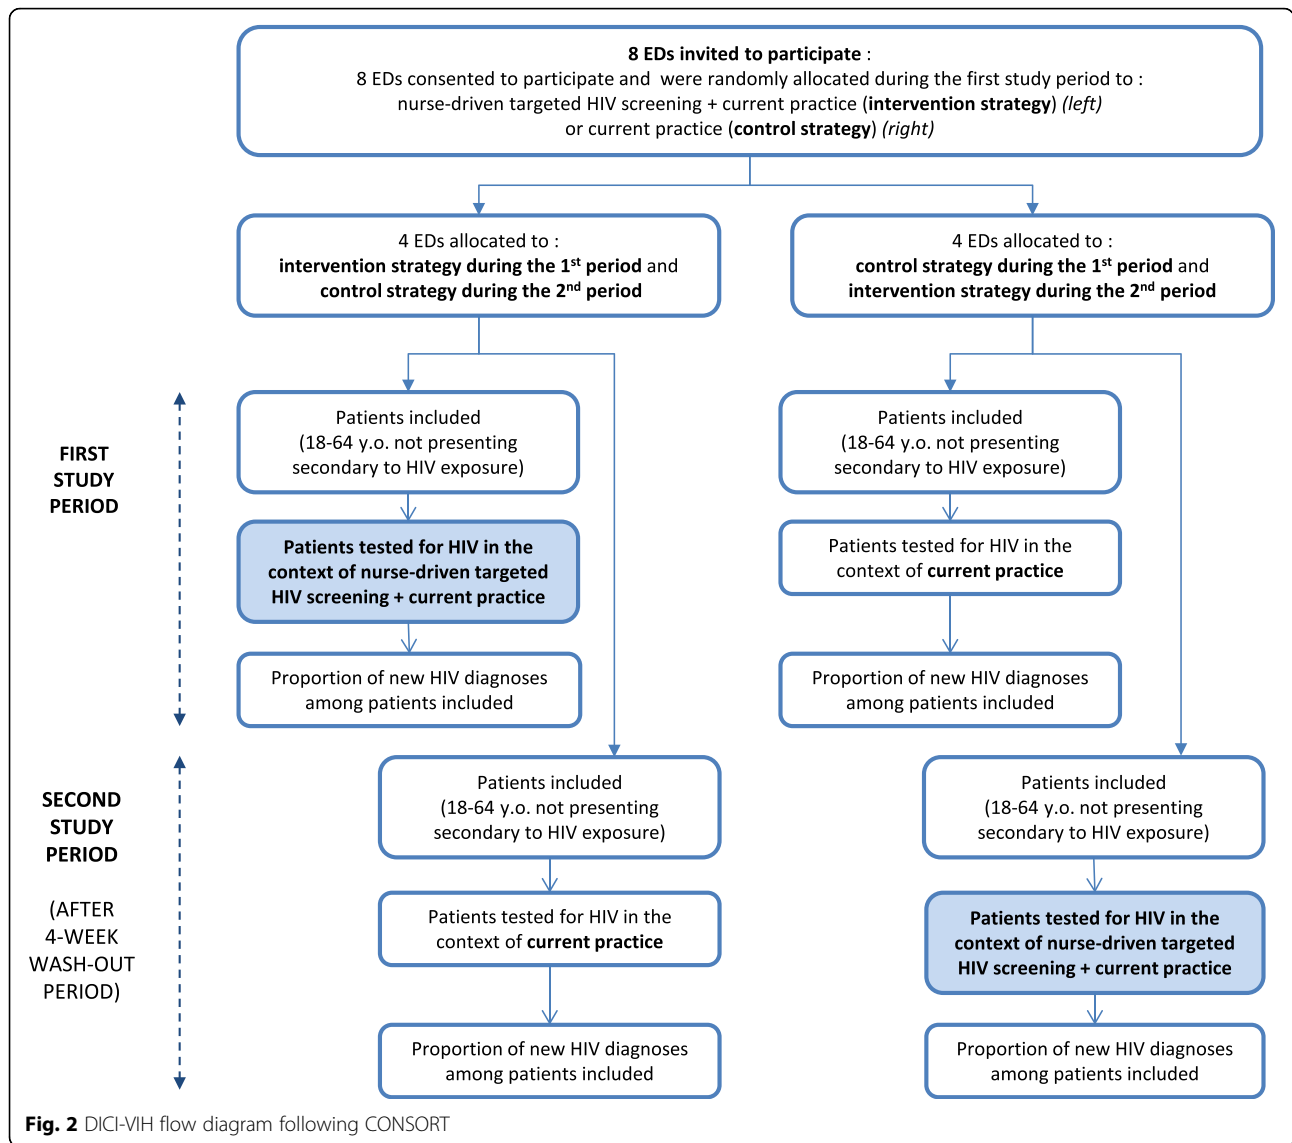 8 EDs invited to participate :
8 EDs consented to participate and were randomly allocated during the first study period to :
nurse-driven targeted HIV screening + current practice (intervention strategy) (left)
or current practice (control strategy) (right)
4 EDs allocated to :
intervention strategy during the 1st period and
control strategy during the 2nd period
4 EDs allocated to :
control strategy during the 1st period and
intervention strategy during the 2nd period
FIRST
STUDY
PERIOD
Patients included
(18-64 y.o. not presenting
secondary to HIV exposure)
Patients tested for HIV in the
context of nurse-driven targeted
HIV screening + current practice
Proportion of new HIV diagnoses
among patients included
Patients included
(18-64 y.o. not presenting
secondary to HIV exposure)
Patients tested for HIV in the
context of current practice
Proportion of new HIV diagnoses
among patients included
SECOND
STUDY
PERIOD
(AFTER
4-WEEK
WASH-OUT
PERIOD)
Patients included
(18-64 y.o. not presenting
secondary to HIV exposure)
Patients tested for HIV in the
context of current practice
Proportion of new HIV diagnoses
among patients included
Patients included
(18-64 y.o. not presenting
secondary to HIV exposure)
Patients tested for HIV in the
context of nurse-driven targeted
HIV screening + current practice
Proportion of new HIV diagnoses
among patients included
Fig. 2 DICI-VIH flow diagram following CONSORT